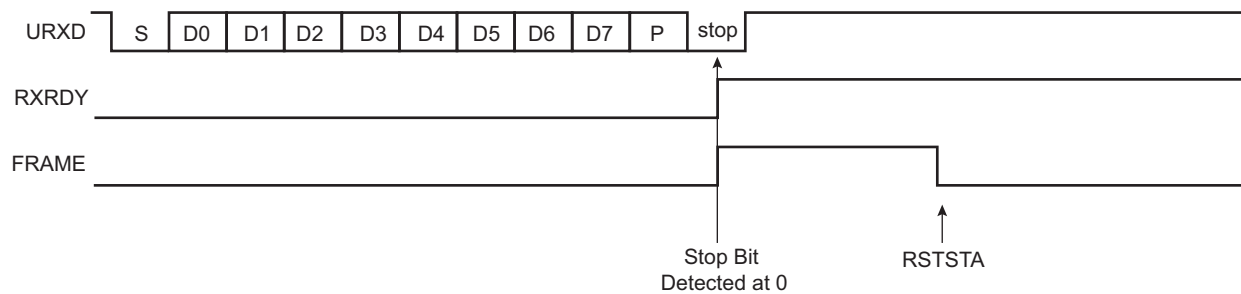 URXD S D0 D1 D2 D3 D4 D5 D6 D7 P stop
RXRDY
FRAME
Stop Bit
Detected at 0
RSTSTA